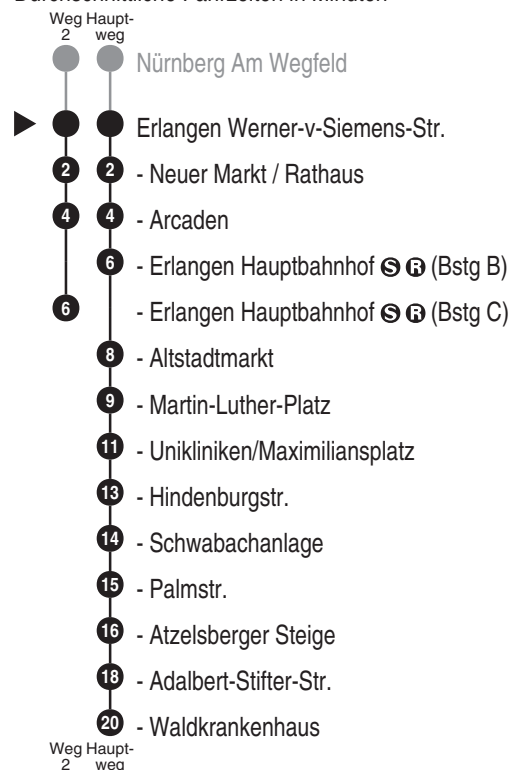 Durchschnittliche Fahrzeiten in Minuten
Weg 2 Haupt-weg
Nürnberg Am Wegfeld
Erlangen Werner-v-Siemens-Str.
2 2 - Neuer Markt / Rathaus
4 4 - Arcaden
6 - Erlangen Hauptbahnhof S R (Bstg B)
6 - Erlangen Hauptbahnhof S R (Bstg C)
8 - Altstadtmarkt
9 - Martin-Luther-Platz
11 - Unikliniken/Maximiliansplatz
13 - Hindenburgstr.
14 - Schwabachanlage
15 - Palmstr.
16 - Atzelsberger Steige
18 - Adalbert-Stifter-Str.
20 - Waldkrankenhaus
Weg 2 Haupt-weg